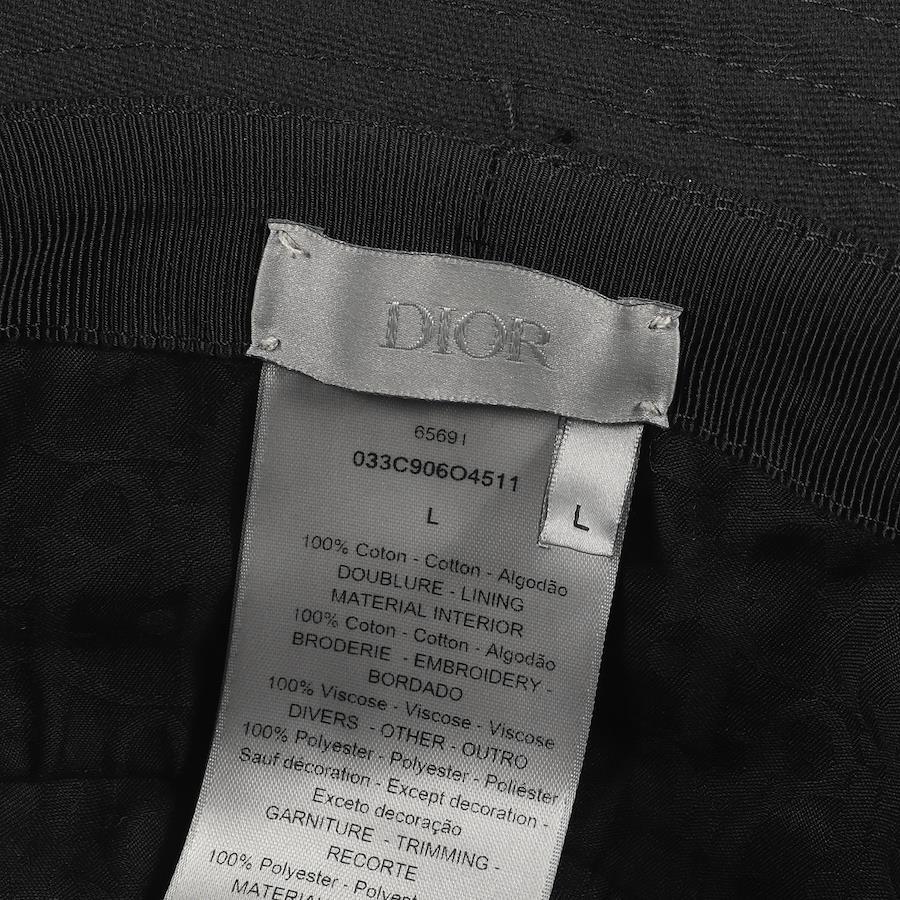 DIOR
65691
033C906O4511
L
L
100% Coton - Cotton - Algodão
DOUBLURE - LINING
MATERIAL INTERIOR
100% Coton - Cotton - Algodão
BRODERIE - EMBROIDERY -
BORDADO
100% Viscose - Viscose - Viscose
DIVERS - OTHER - OUTRO
100% Polyester - Polyester - Poliéster
Sauf décoration - Except decoration -
Exceto decoração
GARNITURE - TRIMMING -
RECORTE
100% Polyester -